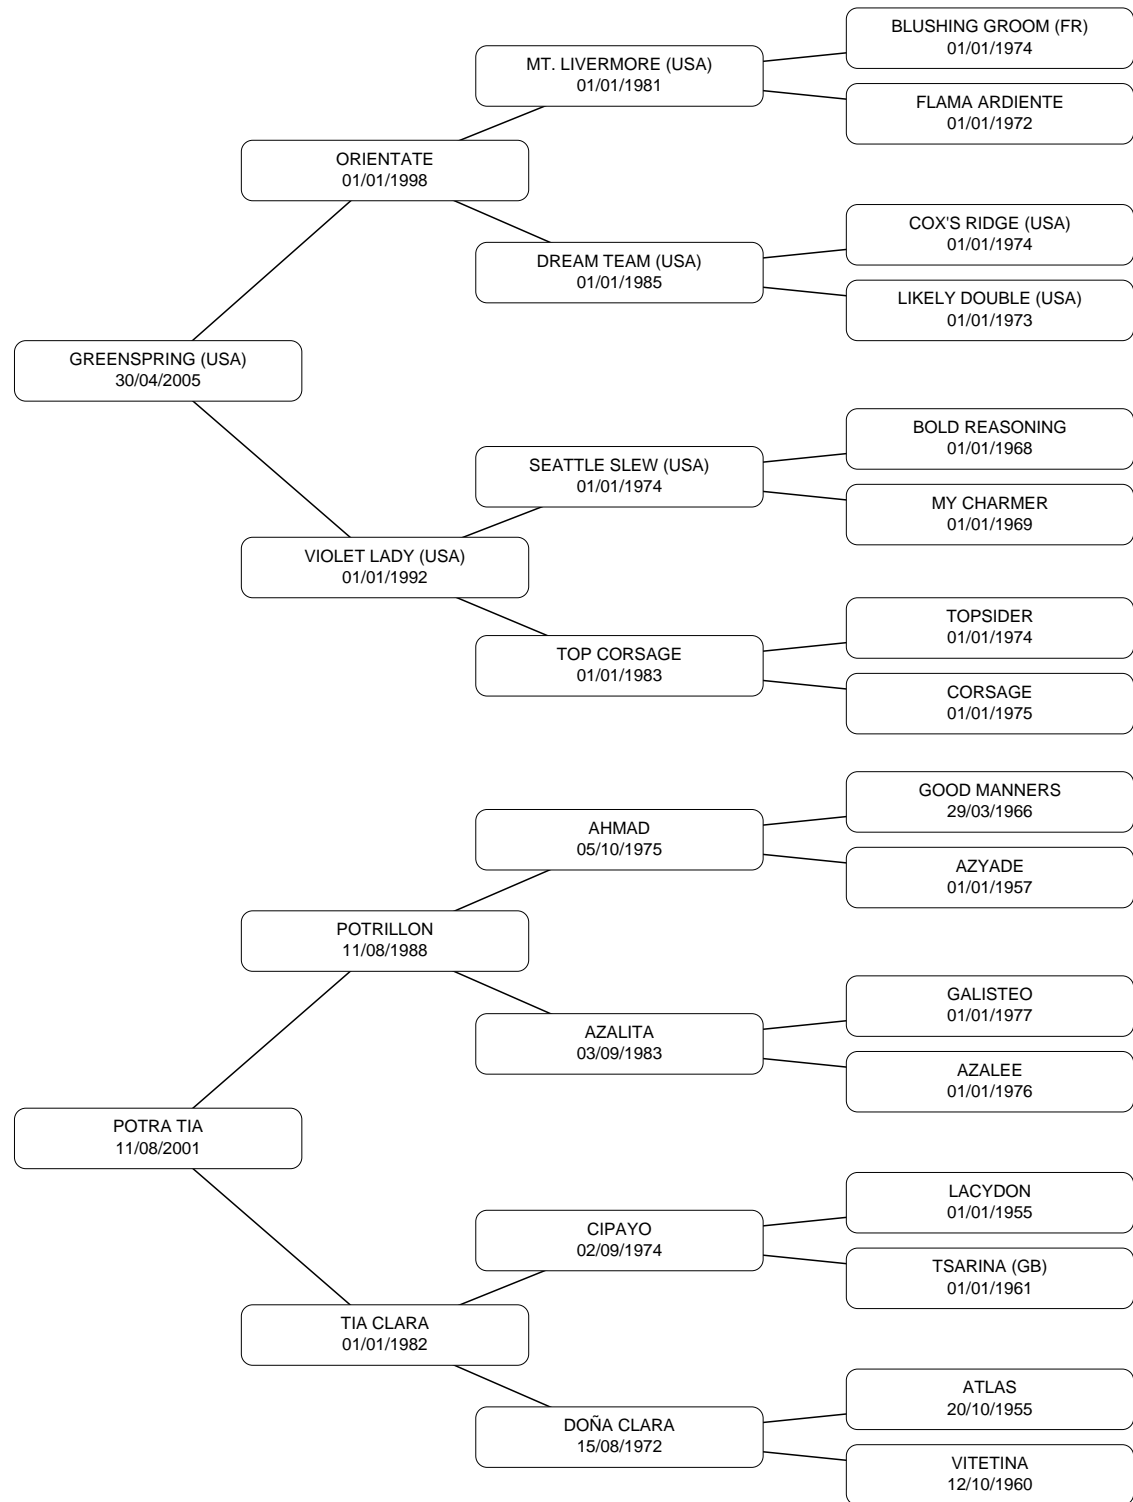 BLUSHING GROOM (FR)
01/01/1974
MT. LIVERMORE (USA)
01/01/1981
FLAMA ARDIENTE
01/01/1972
ORIENTATE
01/01/1998
COX'S RIDGE (USA)
01/01/1974
DREAM TEAM (USA)
01/01/1985
LIKELY DOUBLE (USA)
01/01/1973
GREENSPRING (USA)
30/04/2005
BOLD REASONING
01/01/1968
SEATTLE SLEW (USA)
01/01/1974
MY CHARMER
01/01/1969
VIOLET LADY (USA)
01/01/1992
TOPSIDER
01/01/1974
TOP CORSAGE
01/01/1983
CORSAGE
01/01/1975
GOOD MANNERS
29/03/1966
AHMAD
05/10/1975
AZYADE
01/01/1957
POTRILLON
11/08/1988
GALISTEO
01/01/1977
AZALITA
03/09/1983
AZALEE
01/01/1976
POTRA TIA
11/08/2001
LACYDON
01/01/1955
CIPAYO
02/09/1974
TSARINA (GB)
01/01/1961
TIA CLARA
01/01/1982
ATLAS
20/10/1955
DOÑA CLARA
15/08/1972
VITETINA
12/10/1960